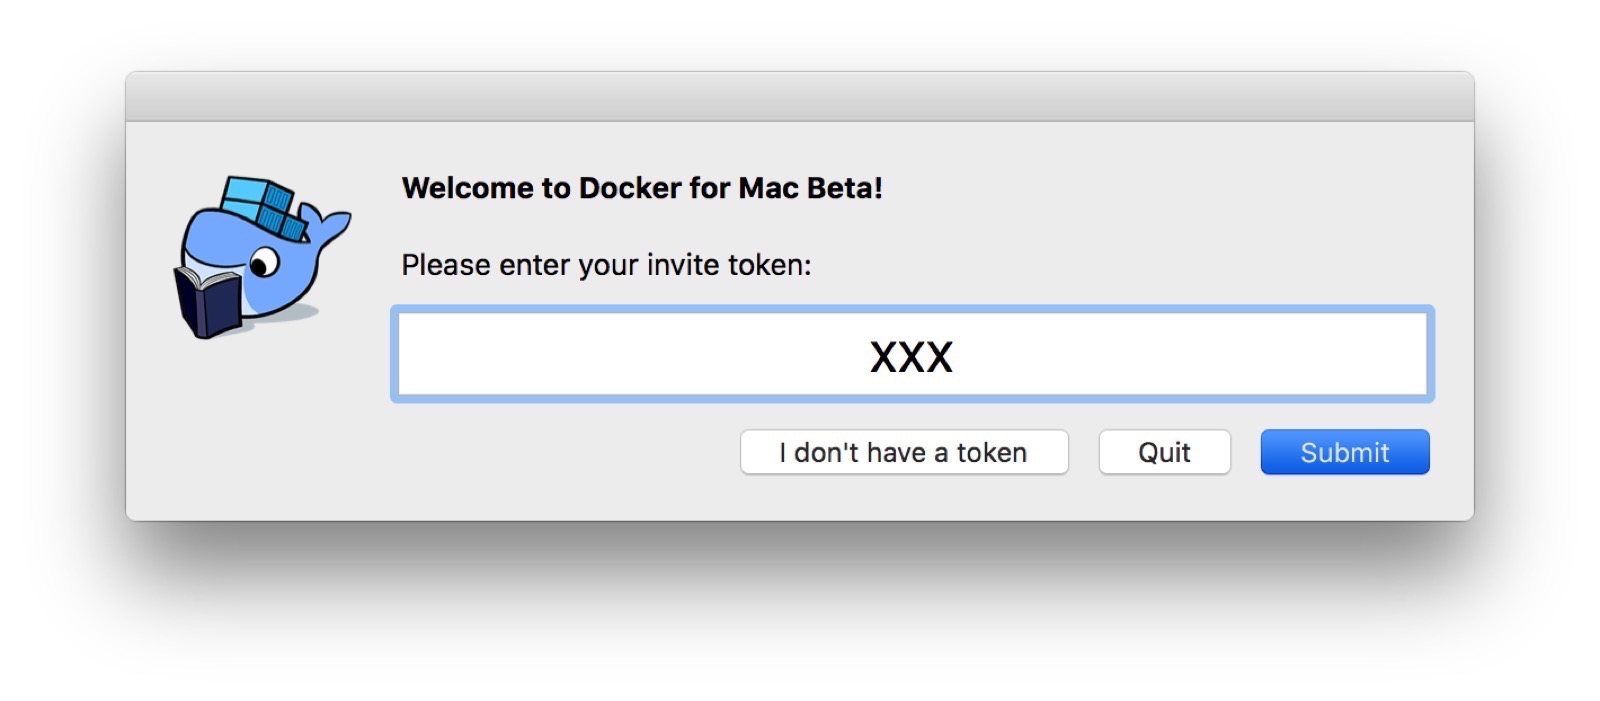 Welcome to Docker for Mac Beta!
Please enter your invite token:
XXX
I don't have a token Quit Submit